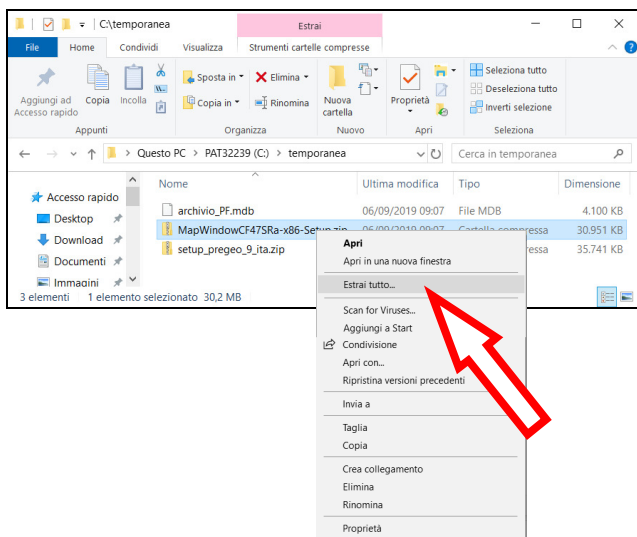 C:\temporanea
Estrai
File Home Condividi Visualizza Strumenti cartelle compresse
Aggiungi ad Accesso rapido
Copia
Incolla
Appunti
Sposta in
Copia in
Elimina
Rinomina
Organizza
Nuova cartella
Nuovo
Proprietà
Apri
Seleziona tutto
Deseleziona tutto
Inverti selezione
Seleziona
Questo PC > PAT32239 (C:) > temporanea
Cerca in temporanea
Accesso rapido
Desktop
Download
Documenti
Immagini
Nome Ultima modifica Tipo Dimensione
archivio_PF.mdb 06/09/2019 09:07 File MDB 4.100 KB
MapWindowCF47SRa-x86-Setup.zip 06/09/2019 09:07 Cartella compressa 30.951 KB
setup_pregeo_9_ita.zip 35.741 KB
3 elementi 1 elemento selezionato 30,2 MB
Apri
Apri in una nuova finestra
Estrai tutto...
Scan for Viruses...
Aggiungi a Start
Condivisione
Apri con...
Ripristina versioni precedenti
Invia a
Taglia
Copia
Crea collegamento
Elimina
Rinomina
Proprietà